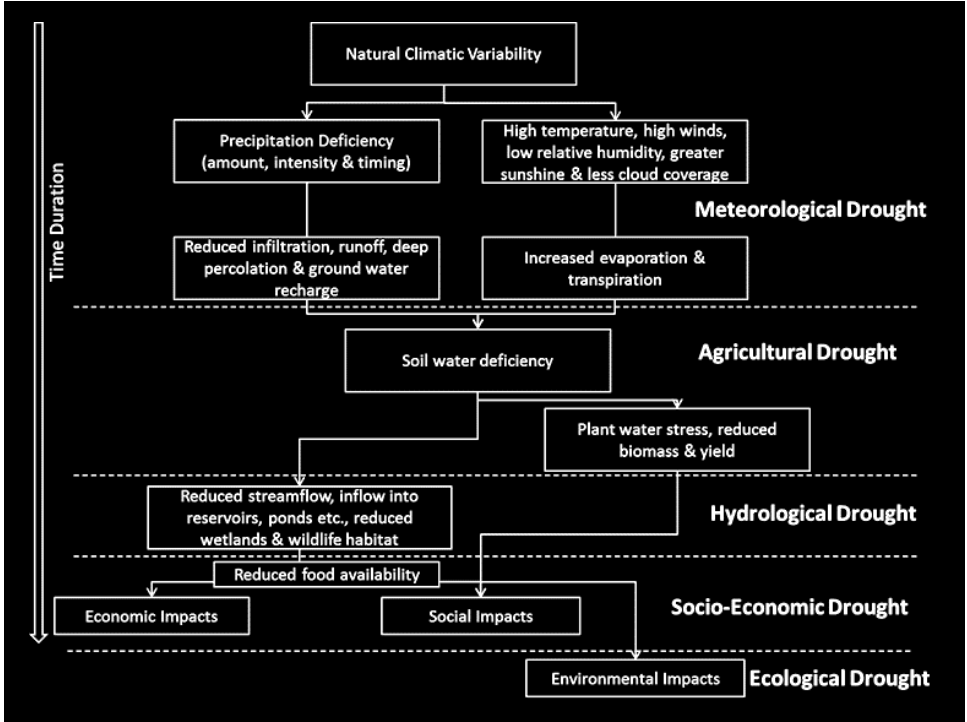 Natural Climatic Variability
Precipitation Deficiency
(amount, intensity & timing)
High temperature, high winds,
low relative humidity, greater
sunshine & less cloud coverage
Time Duration
Meteorological Drought
Reduced infiltration, runoff, deep
percolation & ground water
recharge
Increased evaporation &
transpiration
Soil water deficiency
Agricultural Drought
Plant water stress, reduced
biomass & yield
Reduced streamflow, inflow into
reservoirs, ponds etc., reduced
wetlands & wildlife habitat
Hydrological Drought
Reduced food availability
Economic Impacts
Social Impacts
Socio-Economic Drought
Environmental Impacts
Ecological Drought